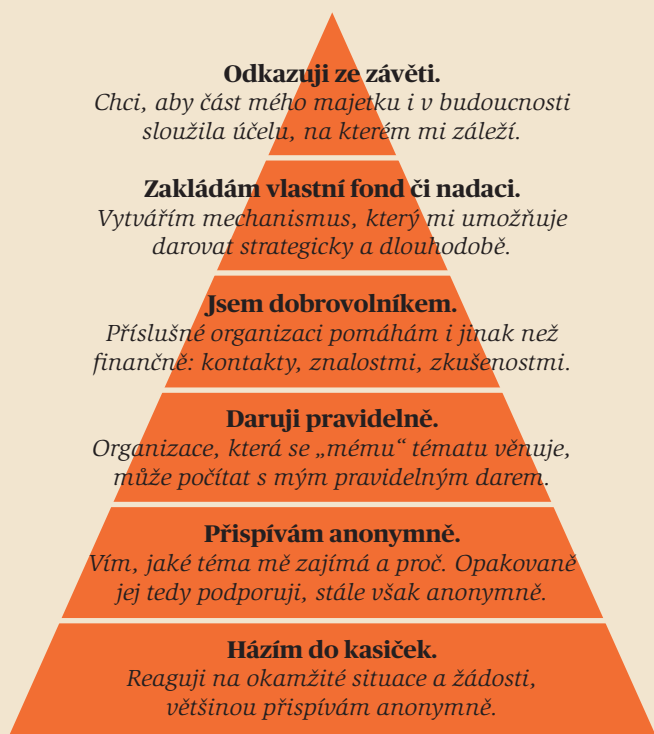 Odkazuji ze závěti.
Chci, aby část mého majetku i v budoucnosti
sloužila účelu, na kterém mi záleží.
Zakládám vlastní fond či nadaci.
Vytvářím mechanismus, který mi umožňuje
darovat strategicky a dlouhodobě.
Jsem dobrovolníkem.
Příslušné organizaci pomáhám i jinak než
finančně: kontakty, znalostmi, zkušenostmi.
Daruji pravidelně.
Organizace, která se „mému“ tématu věnuje,
může počítat s mým pravidelným darem.
Přispívám anonymně.
Vím, jaké téma mě zajímá a proč. Opakovaně
jej tedy podporuji, stále však anonymně.
Házím do kasiček.
Reaguji na okamžité situace a žádosti,
většinou přispívám anonymně.